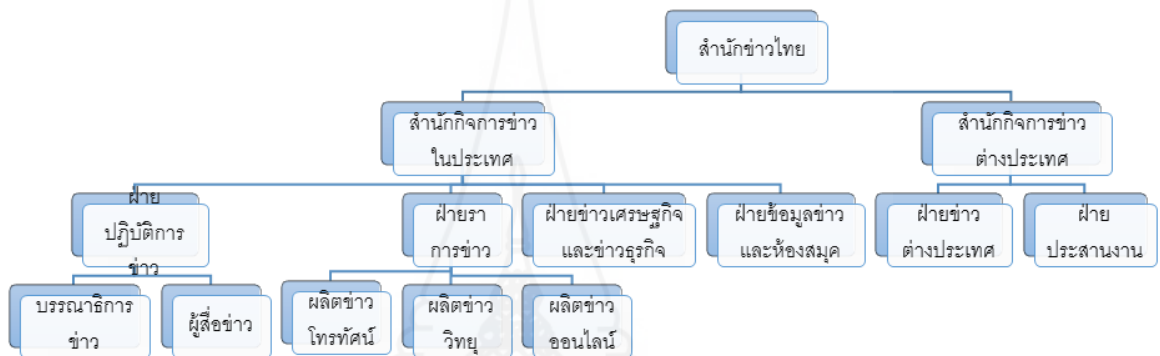 สำนักข่าวไทย
สำนักกิจการข่าว
ในประเทศ
สำนักกิจการข่าว
ต่างประเทศ
ฝ่าย
ปฏิบัติการ
ข่าว
ฝ่ายรา
การข่าว
ฝ่ายข่าวเศรษฐกิจ
และข่าวธุรกิจ
ฝ่ายข้อมูลข่าว
และห้องสมุด
ฝ่ายข่าว
ต่างประเทศ
ฝ่าย
ประสานงาน
บรรณาธิการ
ข่าว
ผู้สื่อข่าว
ผลิตข่าว
โทรทัศน์
ผลิตข่าว
วิทยุ
ผลิตข่าว
ออนไลน์